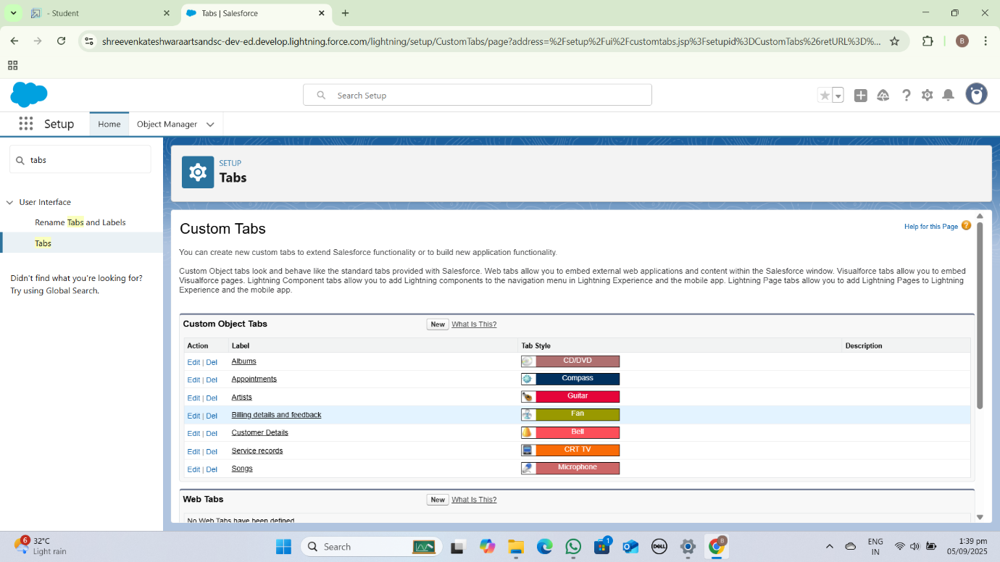 - Student
Tabs | Salesforce
shreevenkateshwaraartsandsc-dev-ed.develop.lightning.force.com/lightning/setup/CustomTabs/page?address=%2Fsetup%2Fui%2Fcustomtabs.jsp%3Fsetupid%3DCustomTabs%26retURL%3D%...
B
Search Setup
Setup
Home
Object Manager
tabs
User Interface
Rename Tabs and Labels
Tabs
Didn't find what you're looking for?
Try using Global Search.
SETUP
Tabs
Custom Tabs
Help for this Page ?
You can create new custom tabs to extend Salesforce functionality or to build new application functionality.
Custom Object tabs look and behave like the standard tabs provided with Salesforce. Web tabs allow you to embed external web applications and content within the Salesforce window. Visualforce tabs allow you to embed
Visualforce pages. Lightning Component tabs allow you to add Lightning components to the navigation menu in Lightning Experience and the mobile app. Lightning Page tabs allow you to add Lightning Pages to Lightning
Experience and the mobile app.
Custom Object Tabs New What Is This?
Action Label Tab Style Description
Edit | Del Albums CD/DVD
Edit | Del Appointments Compass
Edit | Del Artists Guitar
Edit | Del Billing details and feedback Fan
Edit | Del Customer Details Bell
Edit | Del Service records CRT TV
Edit | Del Songs Microphone
Web Tabs New What Is This?
No Web Tabs have been defined
6
32°C
Light rain
Search
1
DELL
B
ENG
IN
1:39 pm
05/09/2025